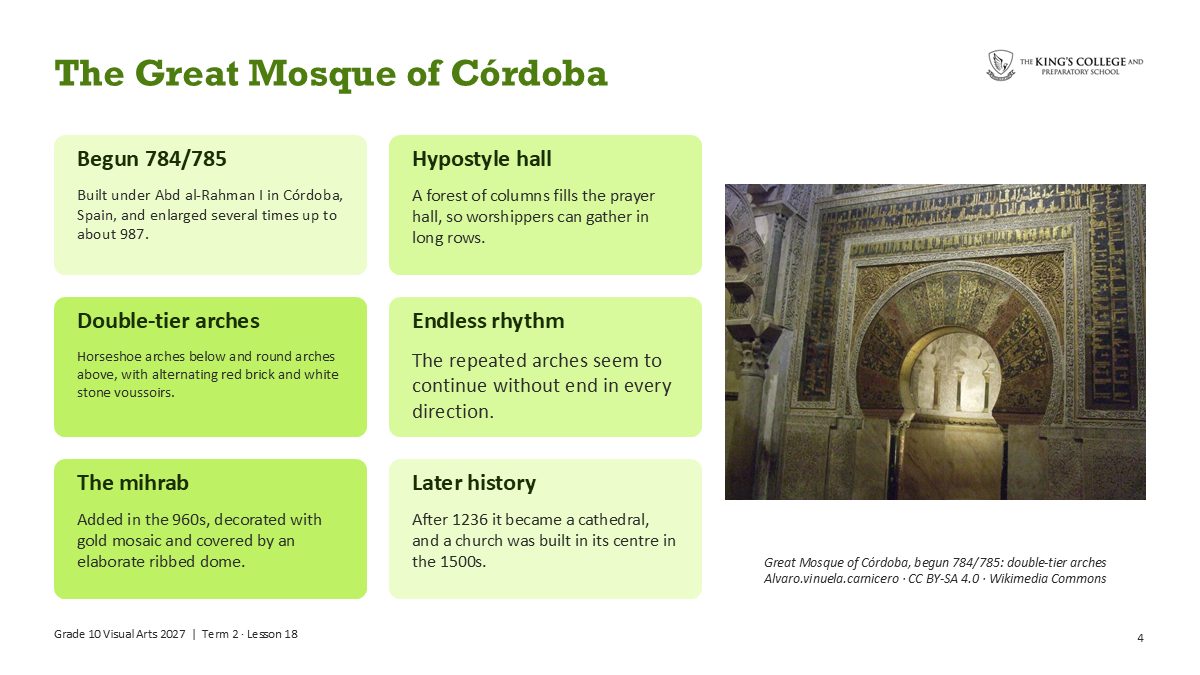 The Great Mosque of Córdoba
THE KING'S COLLEGE AND
PREPARATORY SCHOOL
Begun 784/785
Built under Abd al-Rahman I in Córdoba,
Spain, and enlarged several times up to
about 987.
Hypostyle hall
A forest of columns fills the prayer
hall, so worshippers can gather in
long rows.
Double-tier arches
Horseshoe arches below and round arches
above, with alternating red brick and white
stone voussoirs.
Endless rhythm
The repeated arches seem to
continue without end in every
direction.
The mihrab
Added in the 960s, decorated with
gold mosaic and covered by an
elaborate ribbed dome.
Later history
After 1236 it became a cathedral,
and a church was built in its centre in
the 1500s.
Great Mosque of Córdoba, begun 784/785: double-tier arches
Alvaro.vinuela.carnicero · CC BY-SA 4.0 · Wikimedia Commons
Grade 10 Visual Arts 2027 | Term 2 · Lesson 18
4